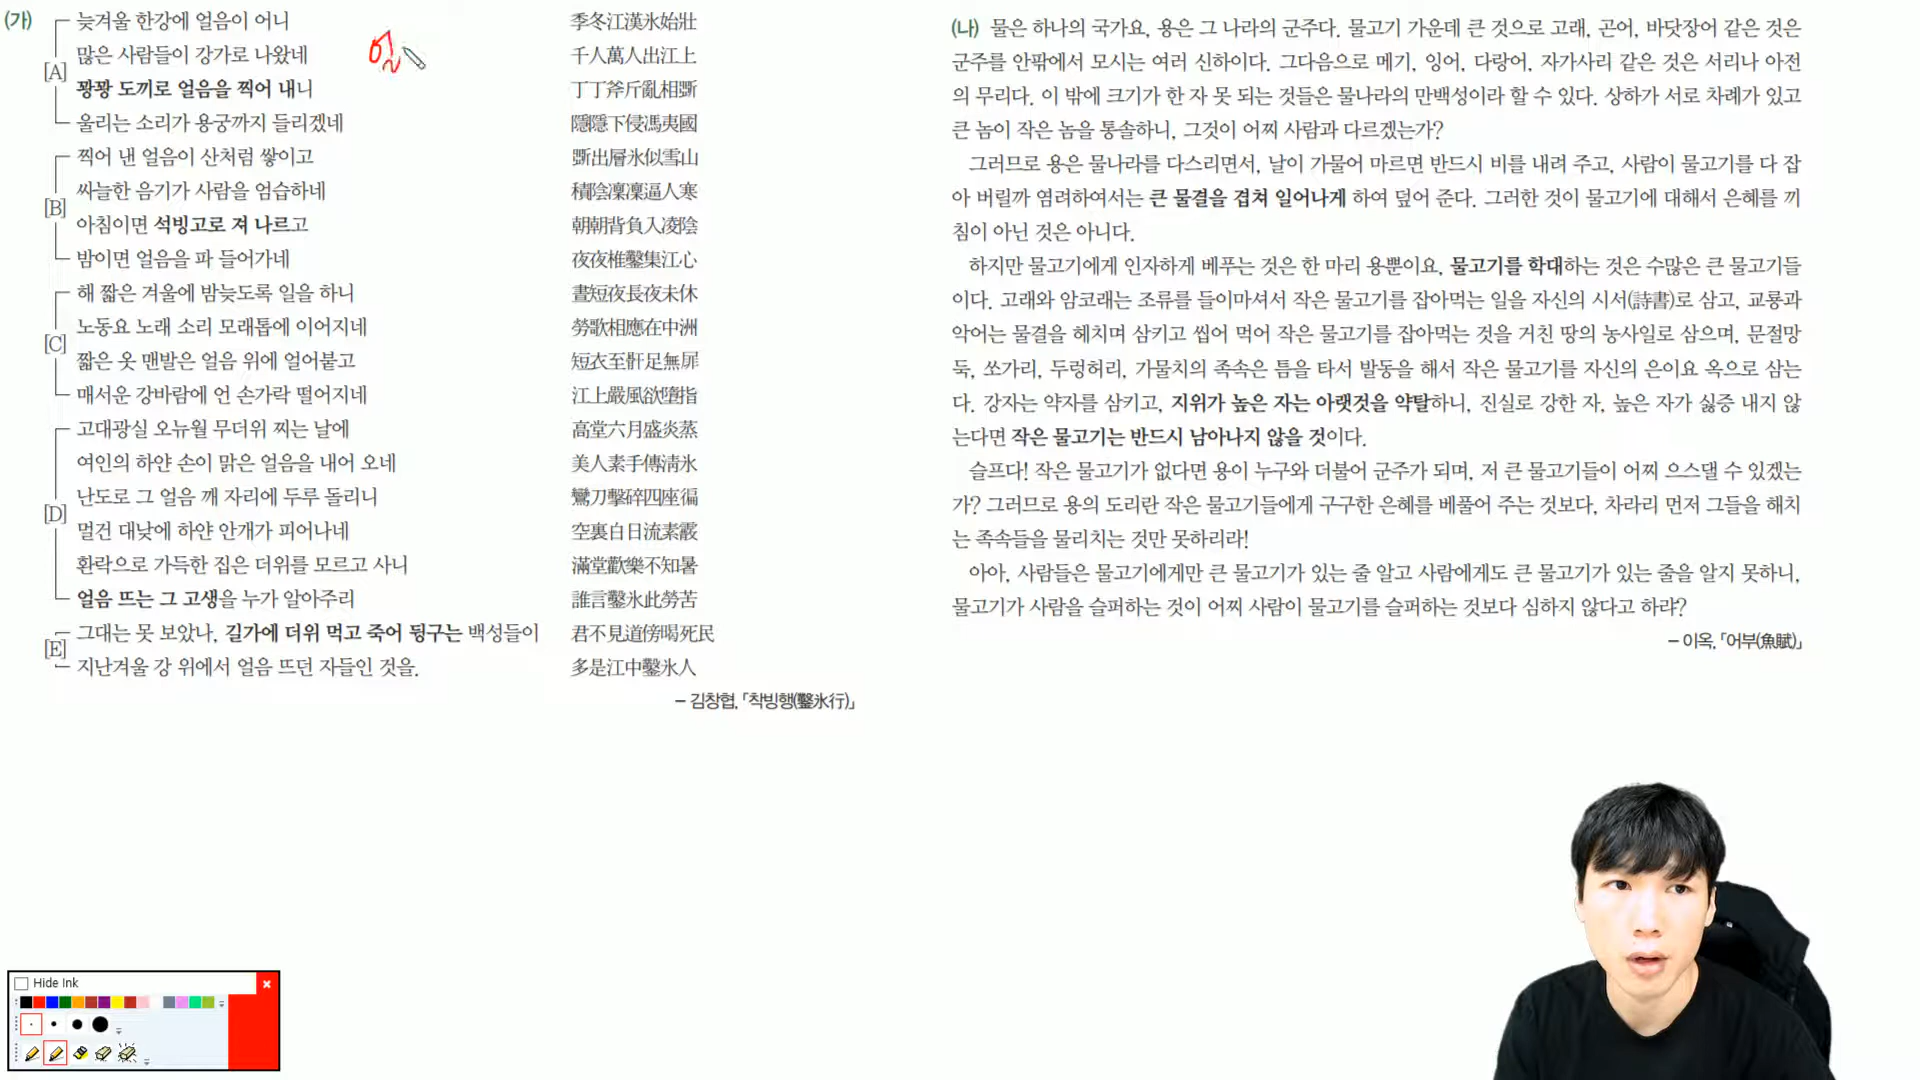 (가)
[A]
늦겨울 한강에 얼음이 어니 季冬江漢氷始壯
많은 사람들이 강가로 나왔네 千人萬人出江上
꽝꽝 도끼로 얼음을 찍어 내니 丁丁斧斤亂相斲
울리는 소리가 용궁까지 들리겠네 隱隱下侵馮夷國
[B]
찍어 낸 얼음이 산처럼 쌓이고 斲出層氷似雪山
싸늘한 음기가 사람을 엄습하네 積陰凜凜逼人寒
아침이면 석빙고로 져 나르고 朝朝背負入凌陰
밤이면 얼음을 파 들어가네 夜夜椎鑿集江心
[C]
해 짧은 겨울에 밤늦도록 일을 하니 晝短夜長夜未休
노동요 노래 소리 모래톱에 이어지네 勞歌相應在中洲
짧은 옷 맨발은 얼음 위에 얼어붙고 短衣至骭足無屝
매서운 강바람에 언 손가락 떨어지네 江上嚴風欲墮指
[D]
고대광실 오뉴월 무더위 찌는 날에 高堂六月盛炎蒸
여인의 하얀 손이 맑은 얼음을 내어 오네 美人素手傳淸氷
난도로 그 얼음 깨 자리에 두루 돌리니 鸞刀擊碎四座徧
멀건 대낮에 하얀 안개가 피어나네 空裏白日流素霰
환락으로 가득한 집은 더위를 모르고 사니 滿堂歡樂不知暑
얼음 뜨는 그 고생을 누가 알아주리 誰言鑿氷此勞苦
[E]
그대는 못 보았나, 길가에 더위 먹고 죽어 뒹구는 백성들이 君不見道傍暍死民
지난겨울 강 위에서 얼음 뜨던 자들인 것을. 多是江中鑿氷人
– 김창협, 「착빙행(鑿氷行)」
(나) 물은 하나의 국가요, 용은 그 나라의 군주다. 물고기 가운데 큰 것으로 고래, 곤어, 바닷장어 같은 것은
군주를 안팎에서 모시는 여러 신하이다. 그다음으로 메기, 잉어, 다랑어, 자가사리 같은 것은 서리나 아전
의 무리다. 이 밖에 크기가 한 자 못 되는 것들은 물나라의 만백성이라 할 수 있다. 상하가 서로 차례가 있고
큰 놈이 작은 놈을 통솔하니, 그것이 어찌 사람과 다르겠는가?
그러므로 용은 물나라를 다스리면서, 날이 가물어 마르면 반드시 비를 내려 주고, 사람이 물고기를 다 잡
아 버릴까 염려하여서는 큰 물결을 겹쳐 일어나게 하여 덮어 준다. 그러한 것이 물고기에 대해서 은혜를 끼
침이 아닌 것은 아니다.
하지만 물고기에게 인자하게 베푸는 것은 한 마리 용뿐이요, 물고기를 학대하는 것은 수많은 큰 물고기들
이다. 고래와 암코래는 조류를 들이마셔서 작은 물고기를 잡아먹는 일을 자신의 시서(詩書)로 삼고, 교룡과
악어는 물결을 헤치며 삼키고 씹어 먹어 작은 물고기를 잡아먹는 것을 거친 땅의 농사일로 삼으며, 문절망
둑, 쏘가리, 두렁허리, 가물치의 족속은 틈을 타서 발동을 해서 작은 물고기를 자신의 은이요 옥으로 삼는
다. 강자는 약자를 삼키고, 지위가 높은 자는 아랫것을 약탈하니, 진실로 강한 자, 높은 자가 싫증 내지 않
는다면 작은 물고기는 반드시 남아나지 않을 것이다.
슬프다! 작은 물고기가 없다면 용이 누구와 더불어 군주가 되며, 저 큰 물고기들이 어찌 으스댈 수 있겠는
가? 그러므로 용의 도리란 작은 물고기들에게 구구한 은혜를 베풀어 주는 것보다, 차라리 먼저 그들을 해치
는 족속들을 물리치는 것만 못하리라!
아아, 사람들은 물고기에게만 큰 물고기가 있는 줄 알고 사람에게도 큰 물고기가 있는 줄을 알지 못하니,
물고기가 사람을 슬퍼하는 것이 어찌 사람이 물고기를 슬퍼하는 것보다 심하지 않다고 하랴?
– 이옥, 「어부(魚賦)」
Hide Ink